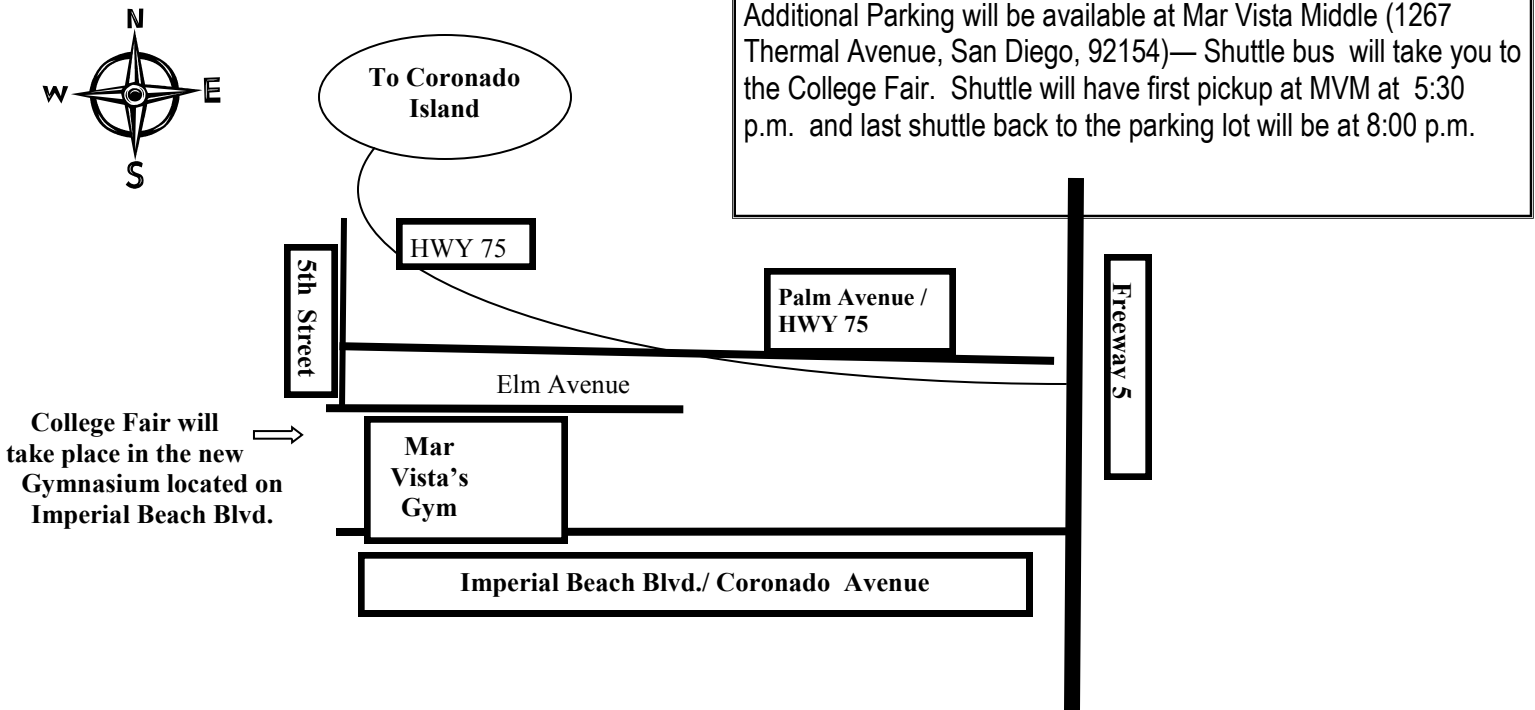 N
W
E
S
To Coronado
Island
Additional Parking will be available at Mar Vista Middle (1267
Thermal Avenue, San Diego, 92154)— Shuttle bus will take you to
the College Fair. Shuttle will have first pickup at MVM at 5:30
p.m. and last shuttle back to the parking lot will be at 8:00 p.m.
HWY 75
5th Street
Palm Avenue /
HWY 75
Freeway 5
Elm Avenue
College Fair will
take place in the new
Gymnasium located on
Imperial Beach Blvd.
Mar
Vista's
Gym
Imperial Beach Blvd./ Coronado Avenue